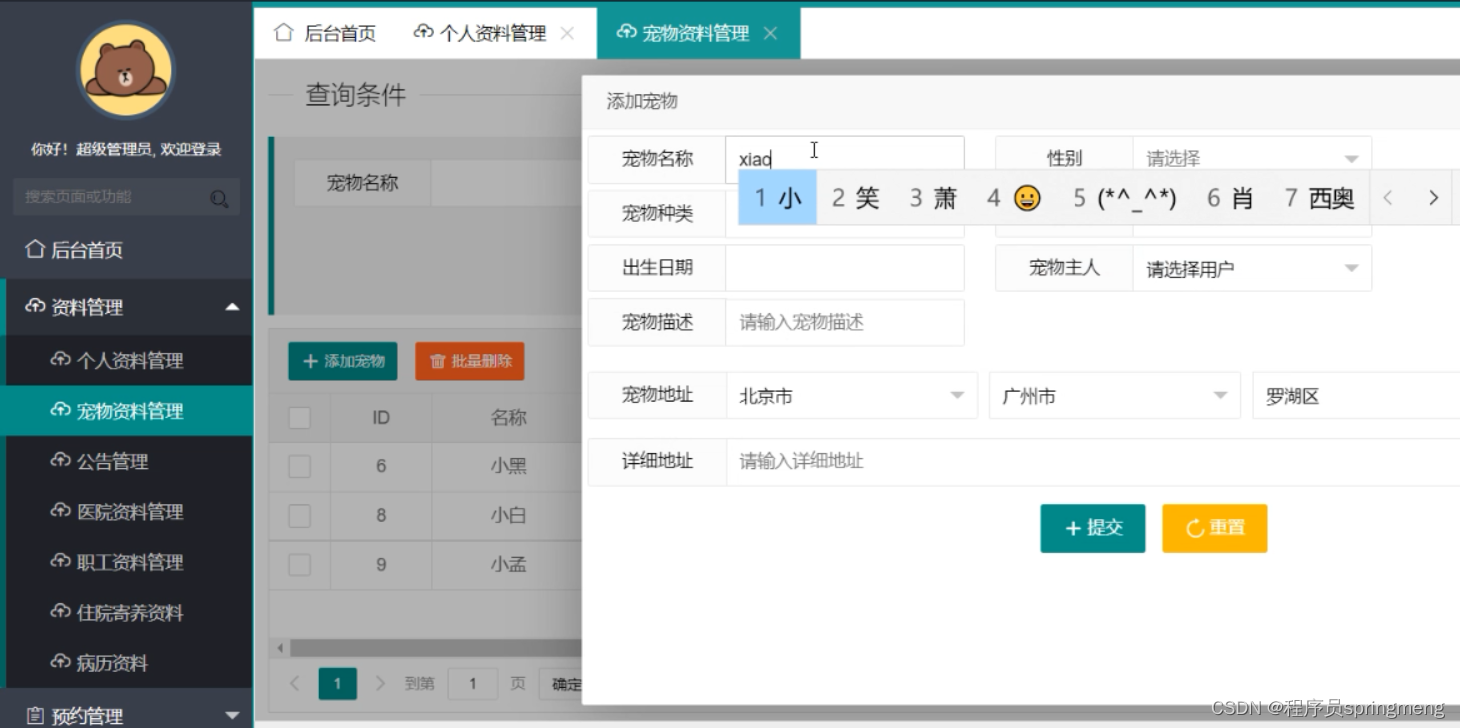 后台首页
个人资料管理
宠物资料管理
你好！超级管理员, 欢迎登录
搜索页面或功能
后台首页
资料管理
个人资料管理
宠物资料管理
公告管理
医院资料管理
职工资料管理
住院寄养资料
病历资料
预约管理
查询条件
宠物名称
添加宠物
批量删除
ID 名称
6 小黑
8 小白
9 小孟
1 到第 1 页 确定
添加宠物
宠物名称 xiao 性别 请选择
1 小 2 笑 3 萧 4 😀 5 (*^_^*) 6 肖 7 西奥
宠物种类
出生日期 宠物主人 请选择用户
宠物描述 请输入宠物描述
宠物地址 北京市 广州市 罗湖区
详细地址 请输入详细地址
提交 重置
CSDN @程序员springmeng